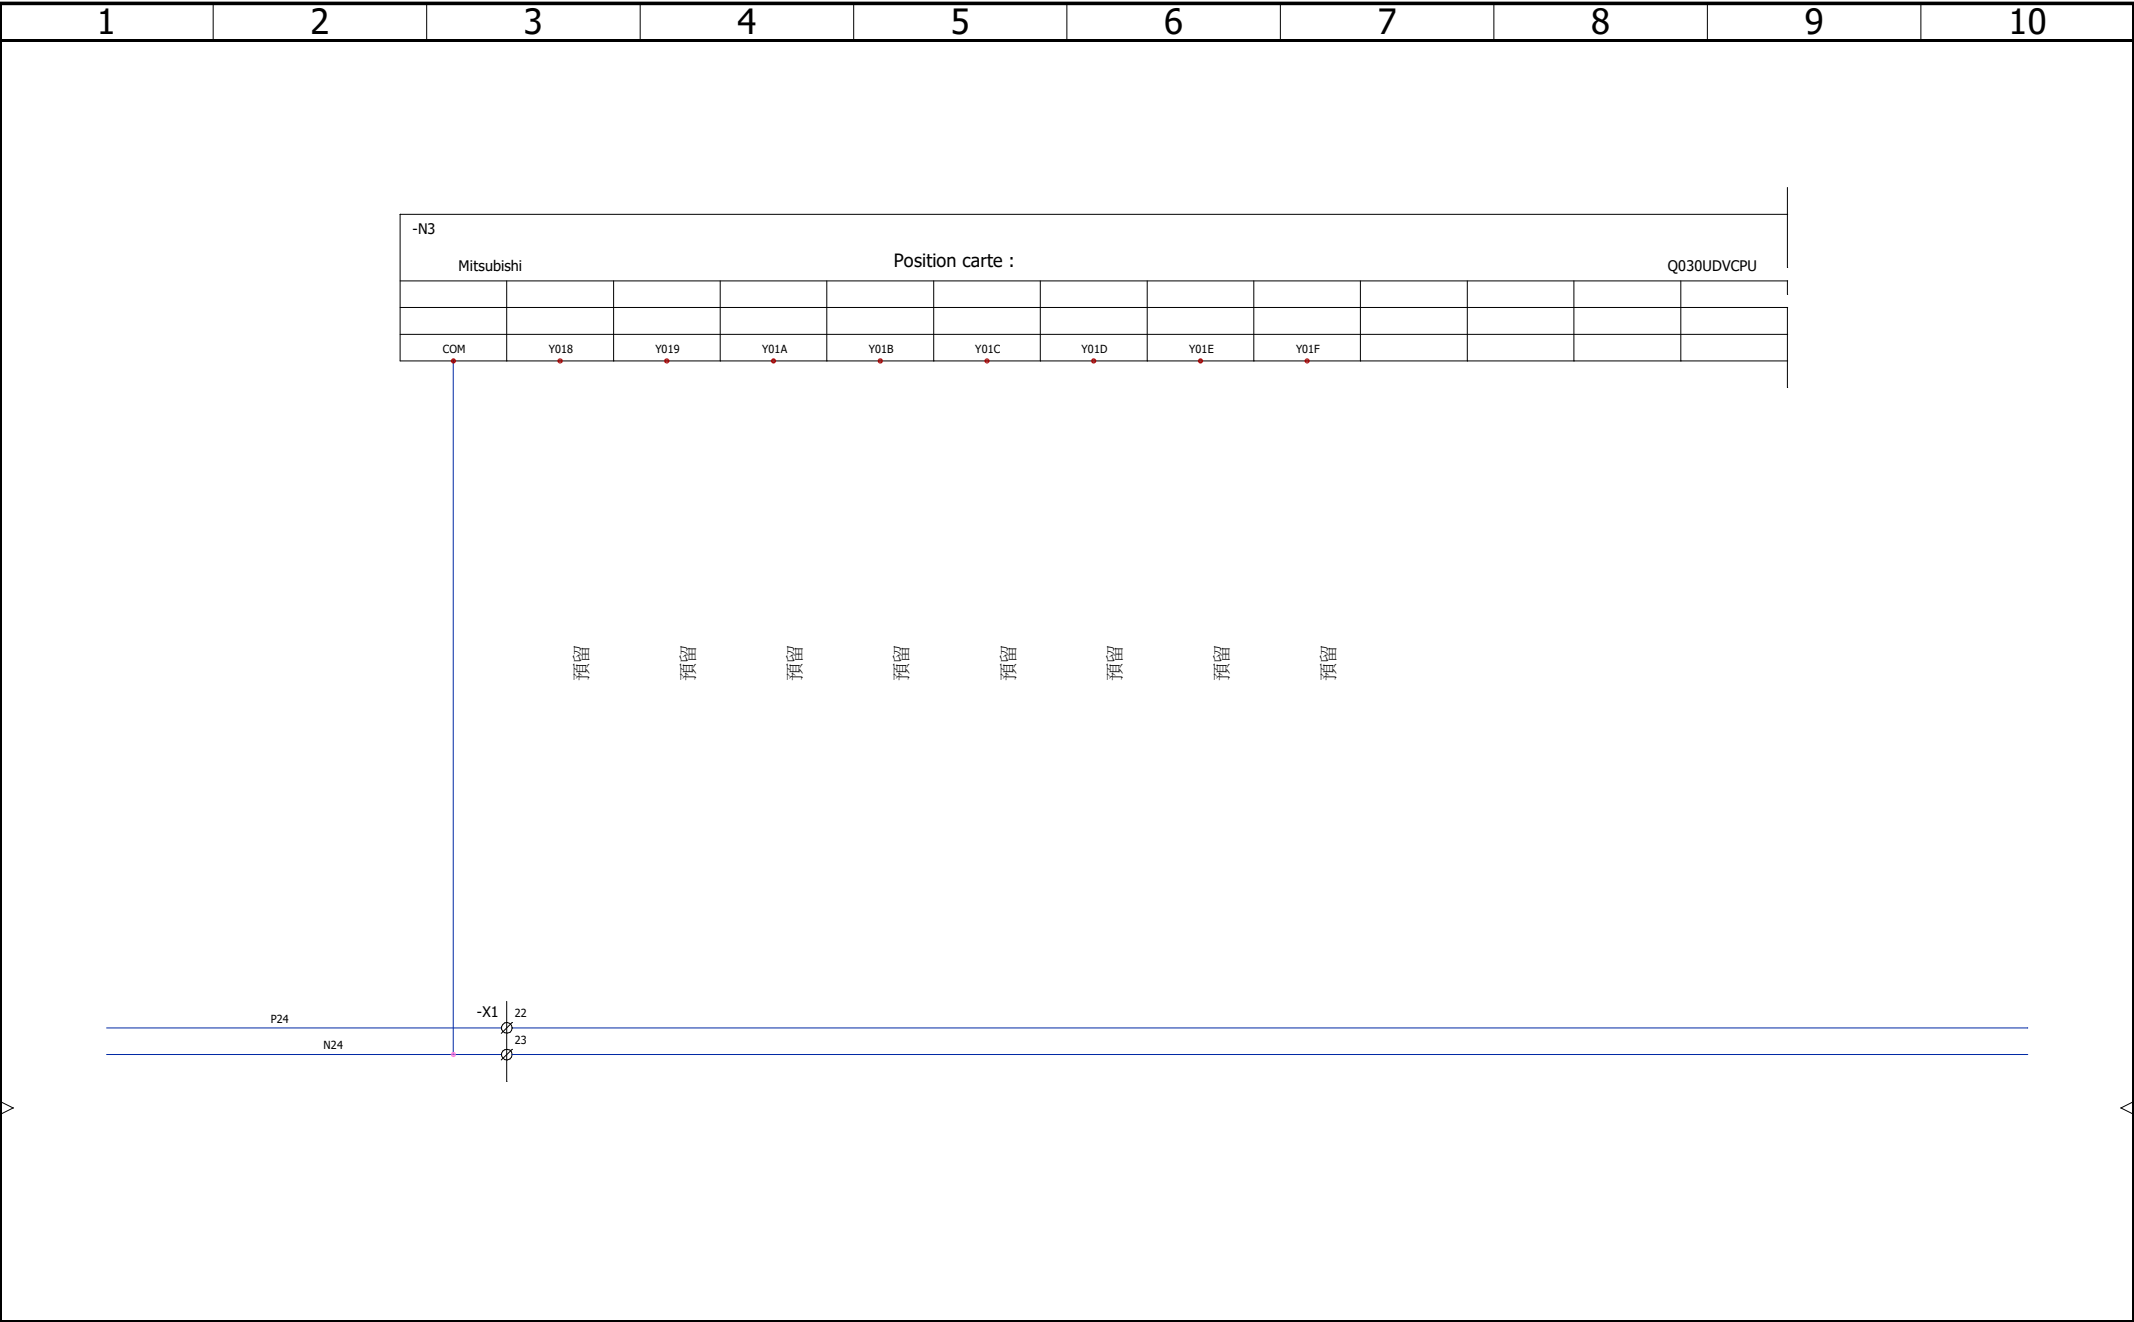 1 2 3 4 5 6 7 8 9 10
-N3
Mitsubishi Position carte : Q030UDVCPU
COM Y018 Y019 Y01A Y01B Y01C Y01D Y01E Y01F
預留 預留 預留 預留 預留 預留 預留 預留
-X1 22
P24
23
N24